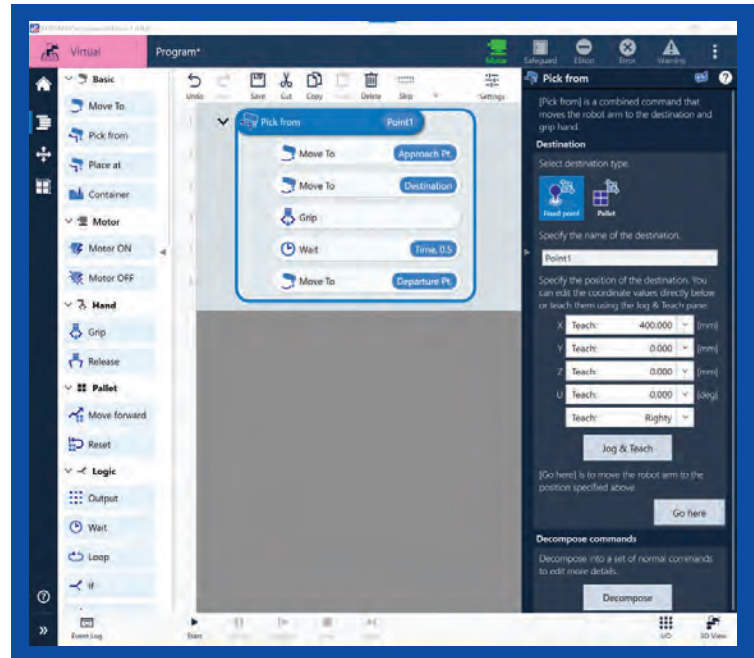 Virtual
Program*
Motor
Safeguard
EStop
Error
Warning
Basic
Move To
Pick from
Place at
Container
Motor
Motor ON
Motor OFF
Hand
Grip
Release
Pallet
Move forward
Reset
Logic
Output
Wait
Loop
If
Event Log
Undo
Save
Cut
Copy
Delete
Skip
Settings
Pick from Point1
Move To Approach Pt.
Move To Destination
Grip
Wait Time, 0.5
Move To Departure Pt.
Start
Pick from
[Pick from] is a combined command that
moves the robot arm to the destination and
grip hand.
Destination
Select destination type.
Fixed point
Pallet
Specify the name of the destination.
Point1
Specify the position of the destination. You
can edit the coordinate values directly below
or teach them using the Jog & Teach pane.
X Teach: 400.000 [mm]
Y Teach: 0.000 [mm]
Z Teach: 0.000 [mm]
U Teach: 0.000 [deg]
Teach: Righty
Jog & Teach
[Go here] is to move the robot arm to the
position specified above.
Go here
Decompose commands
Decompose into a set of normal commands
to edit more details.
Decompose
I/O
3D View